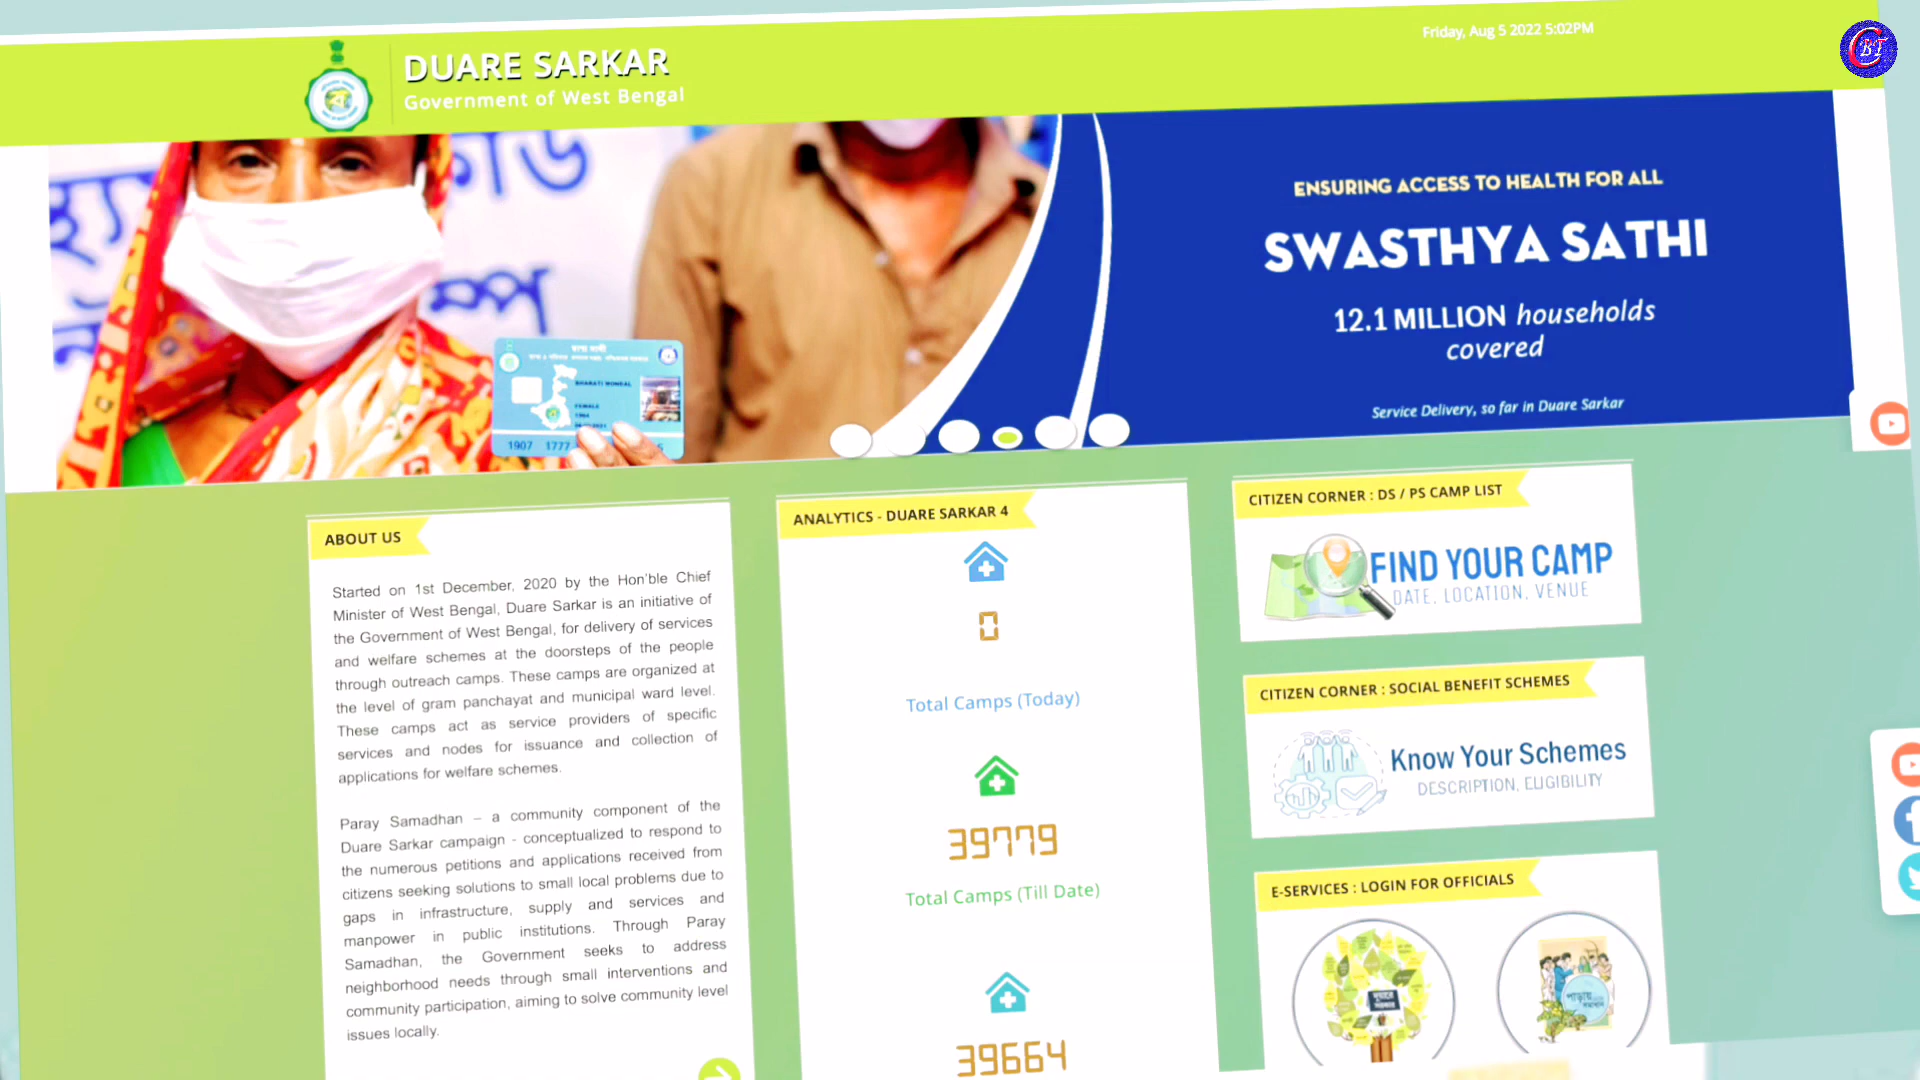 Friday, Aug 5 2022 5:02PM
CBT
DUARE SARKAR
Government of West Bengal
ENSURING ACCESS TO HEALTH FOR ALL
SWASTHYA SATHI
12.1 MILLION households
covered
Service Delivery, so far in Duare Sarkar
BHARATI MONDAL
FEMALE
1907 1777
ABOUT US
Started on 1st December, 2020 by the Hon'ble Chief
Minister of West Bengal, Duare Sarkar is an initiative of
the Government of West Bengal, for delivery of services
and welfare schemes at the doorsteps of the people
through outreach camps. These camps are organized at
the level of gram panchayat and municipal ward level.
These camps act as service providers of specific
services and nodes for issuance and collection of
applications for welfare schemes.
Paray Samadhan – a community component of the
Duare Sarkar campaign - conceptualized to respond to
the numerous petitions and applications received from
citizens seeking solutions to small local problems due to
gaps in infrastructure, supply and services and
manpower in public institutions. Through Paray
Samadhan, the Government seeks to address
neighborhood needs through small interventions and
community participation, aiming to solve community level
issues locally.
ANALYTICS - DUARE SARKAR 4
0
Total Camps (Today)
39779
Total Camps (Till Date)
39664
CITIZEN CORNER : DS / PS CAMP LIST
FIND YOUR CAMP
DATE, LOCATION, VENUE
CITIZEN CORNER : SOCIAL BENEFIT SCHEMES
Know Your Schemes
DESCRIPTION, ELIGIBILITY
E-SERVICES : LOGIN FOR OFFICIALS
দুয়ারে
সরকার
পাড়ায়
সমাধান